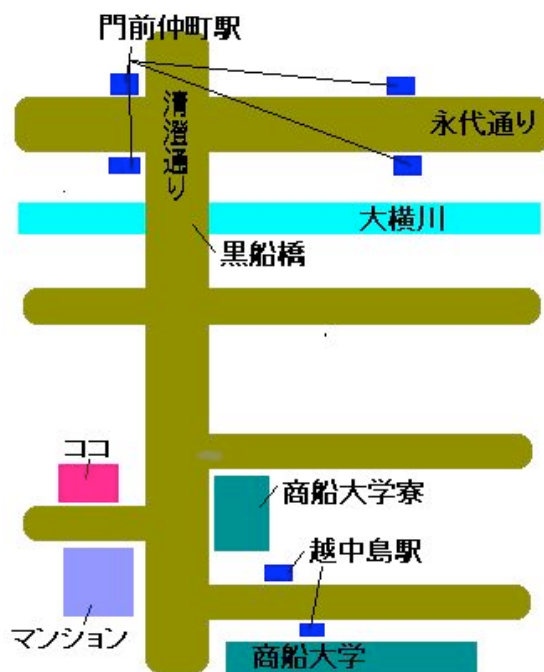 門前仲町駅
清澄通り
永代通り
大横川
黒船橋
ココ
商船大学寮
越中島駅
マンション
商船大学